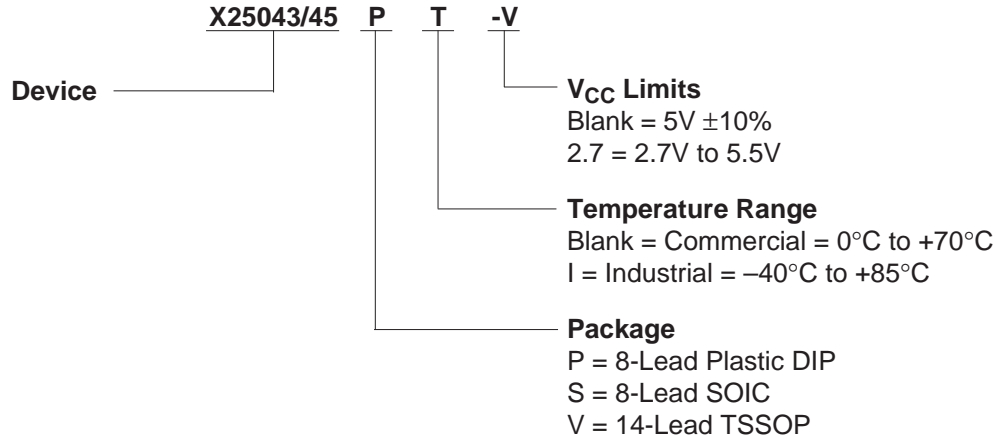 X25043/45 P T -V
Device
VCC Limits
Blank = 5V ±10%
2.7 = 2.7V to 5.5V
Temperature Range
Blank = Commercial = 0°C to +70°C
I = Industrial = –40°C to +85°C
Package
P = 8-Lead Plastic DIP
S = 8-Lead SOIC
V = 14-Lead TSSOP